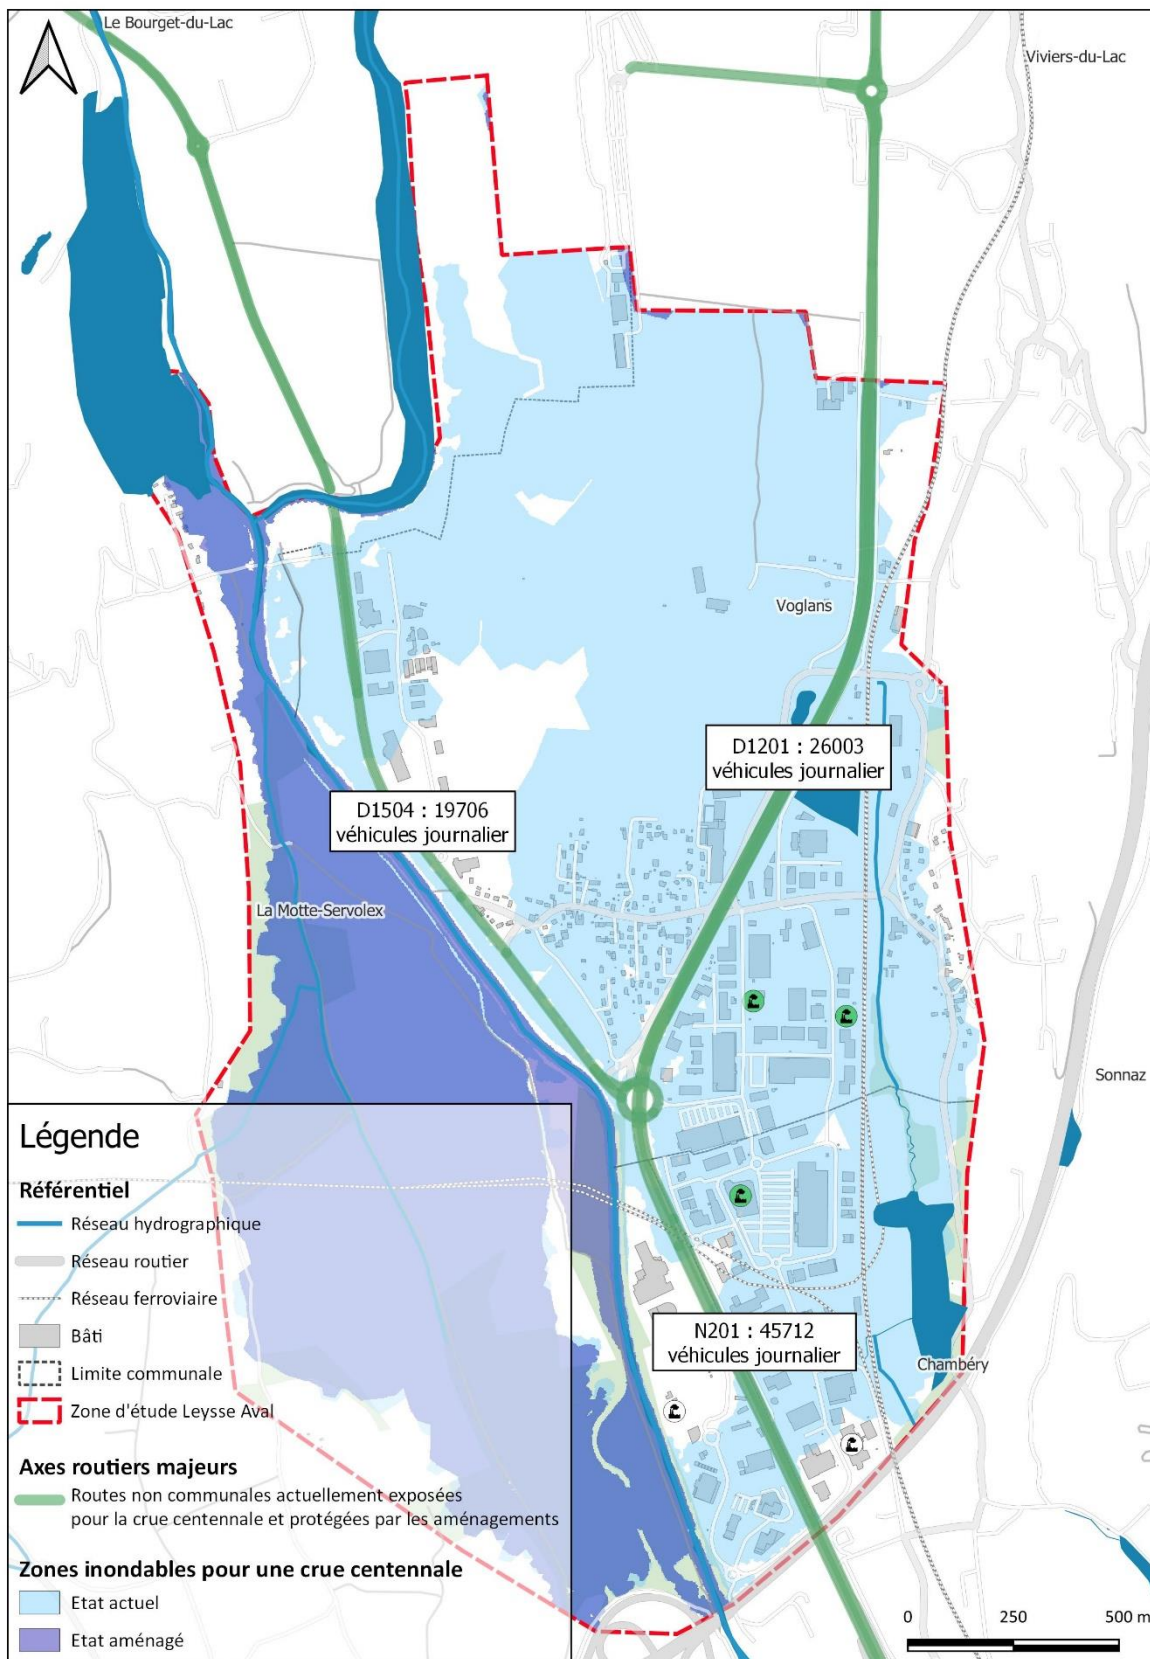 Le Bourget-du-Lac
Viviers-du-Lac
Voglans
D1201 : 26003
véhicules journalier
D1504 : 19706
véhicules journalier
La Motte-Servolex
Sonnaz
N201 : 45712
véhicules journalier
Chambéry
Légende
Référentiel
Réseau hydrographique
Réseau routier
Réseau ferroviaire
Bâti
Limite communale
Zone d'étude Leysse Aval
Axes routiers majeurs
Routes non communales actuellement exposées
pour la crue centennale et protégées par les aménagements
Zones inondables pour une crue centennale
Etat actuel
Etat aménagé
0 250 500 m